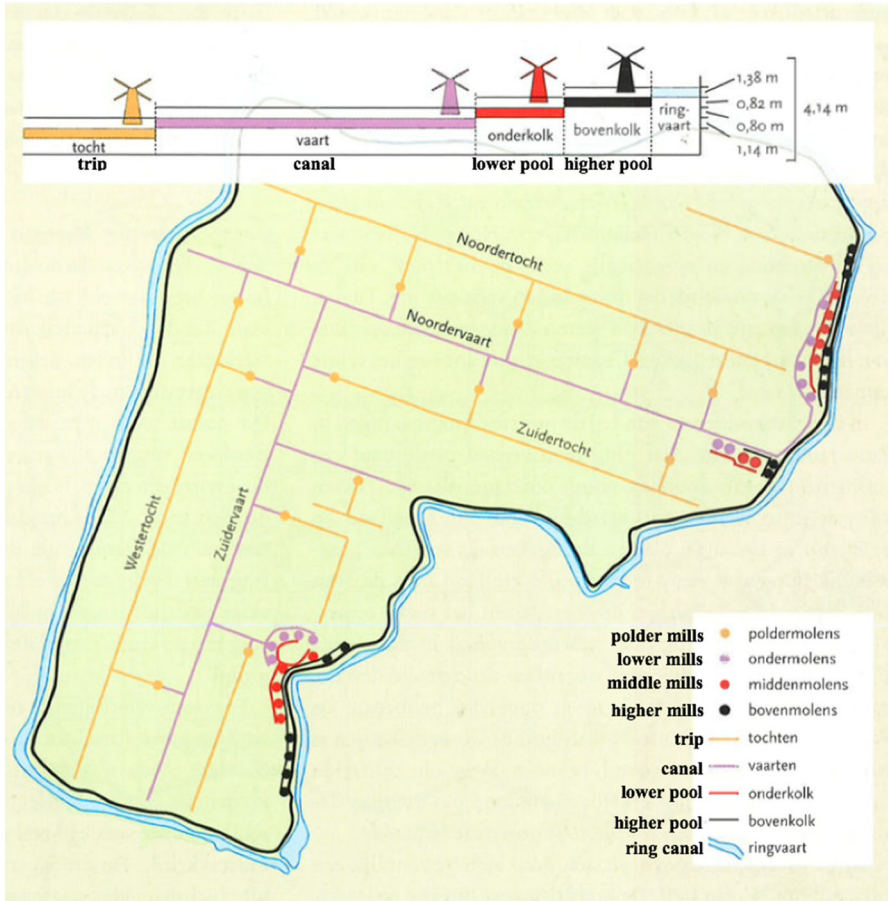 1,38 m
0,82 m
4,14 m
ring-
vaart
0,80 m
onderkolk
bovenkolk
vaart
tocht
1,14 m
trip
canal
lower pool
higher pool
Noordertocht
Noordervaart
Zuidertocht
Westertocht
Zuidervaart
polder mills poldermolens
lower mills ondermolens
middle mills middenmolens
higher mills bovenmolens
trip tochten
canal vaarten
lower pool onderkolk
higher pool bovenkolk
ring canal ringvaart